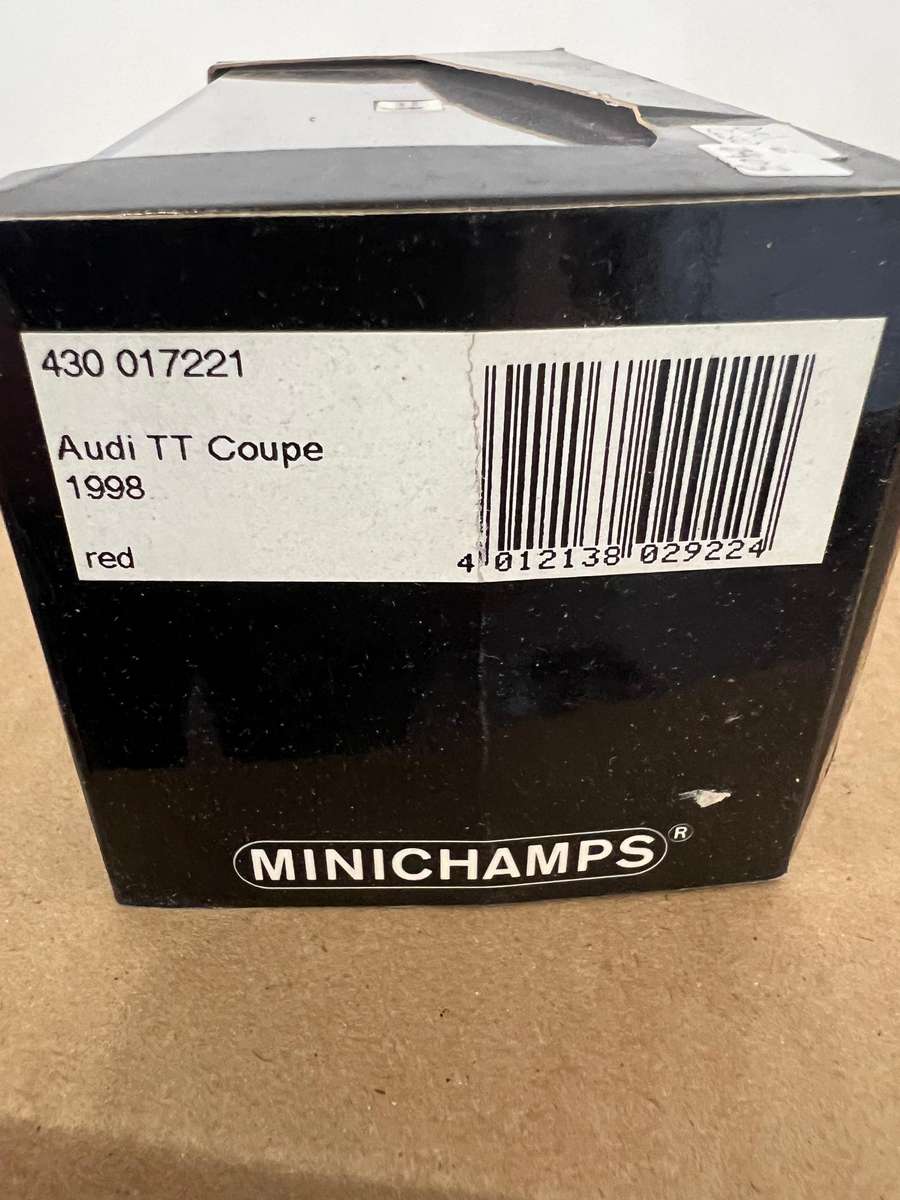 430 017221
Audi TT Coupe
1998
red
4 012138 029224
MINICHAMPS®